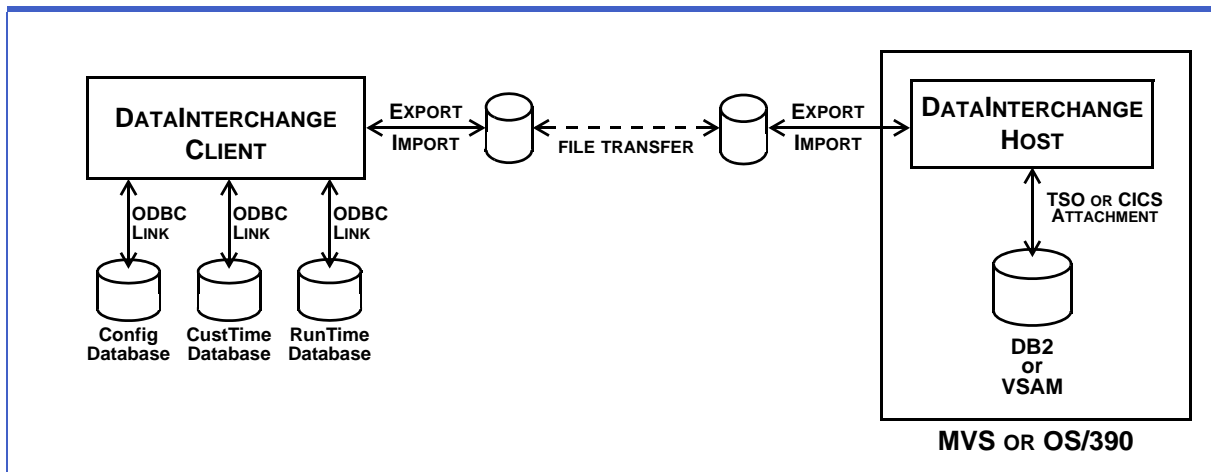 DATAINTERCHANGE
CLIENT
EXPORT
IMPORT
FILE TRANSFER
EXPORT
IMPORT
DATAINTERCHANGE
HOST
ODBC
LINK
ODBC
LINK
ODBC
LINK
TSO OR CICS
ATTACHMENT
Config
Database
CustTime
Database
RunTime
Database
DB2
or
VSAM
MVS OR OS/390